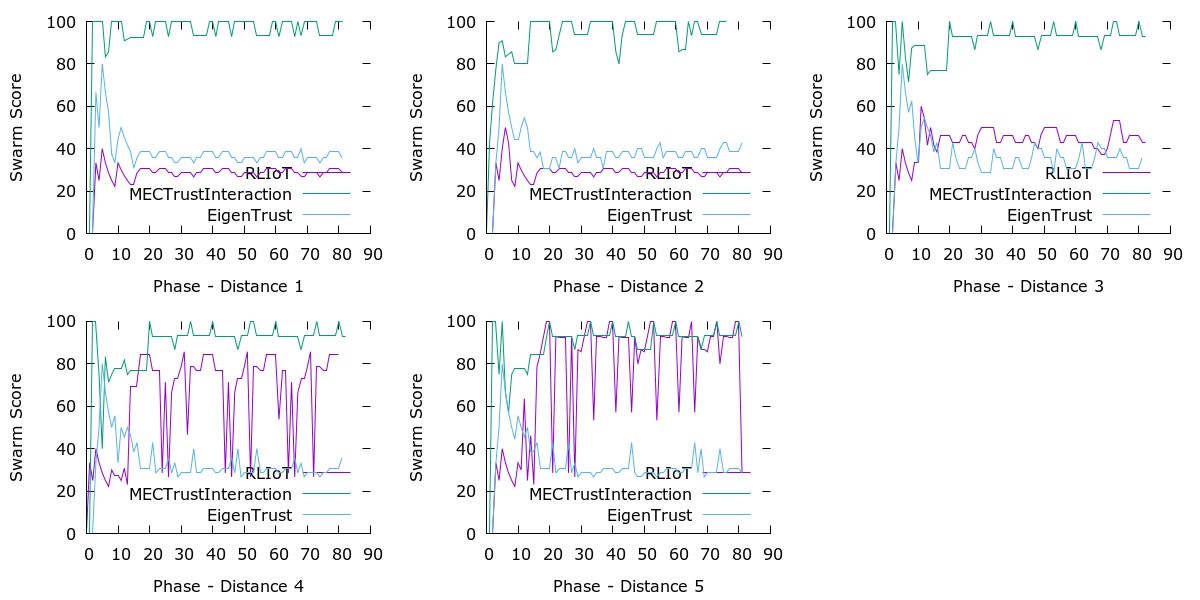 100
80
60
40
20
0
Swarm Score
0 10 20 30 40 50 60 70 80 90
Phase - Distance 1
RLIoT
MECTrustInteraction
EigenTrust
100
80
60
40
20
0
Swarm Score
0 10 20 30 40 50 60 70 80 90
Phase - Distance 2
RLIoT
MECTrustInteraction
EigenTrust
100
80
60
40
20
0
Swarm Score
0 10 20 30 40 50 60 70 80 90
Phase - Distance 3
RLIoT
MECTrustInteraction
EigenTrust
100
80
60
40
20
0
Swarm Score
0 10 20 30 40 50 60 70 80 90
Phase - Distance 4
RLIoT
MECTrustInteraction
EigenTrust
100
80
60
40
20
0
Swarm Score
0 10 20 30 40 50 60 70 80 90
Phase - Distance 5
RLIoT
MECTrustInteraction
EigenTrust